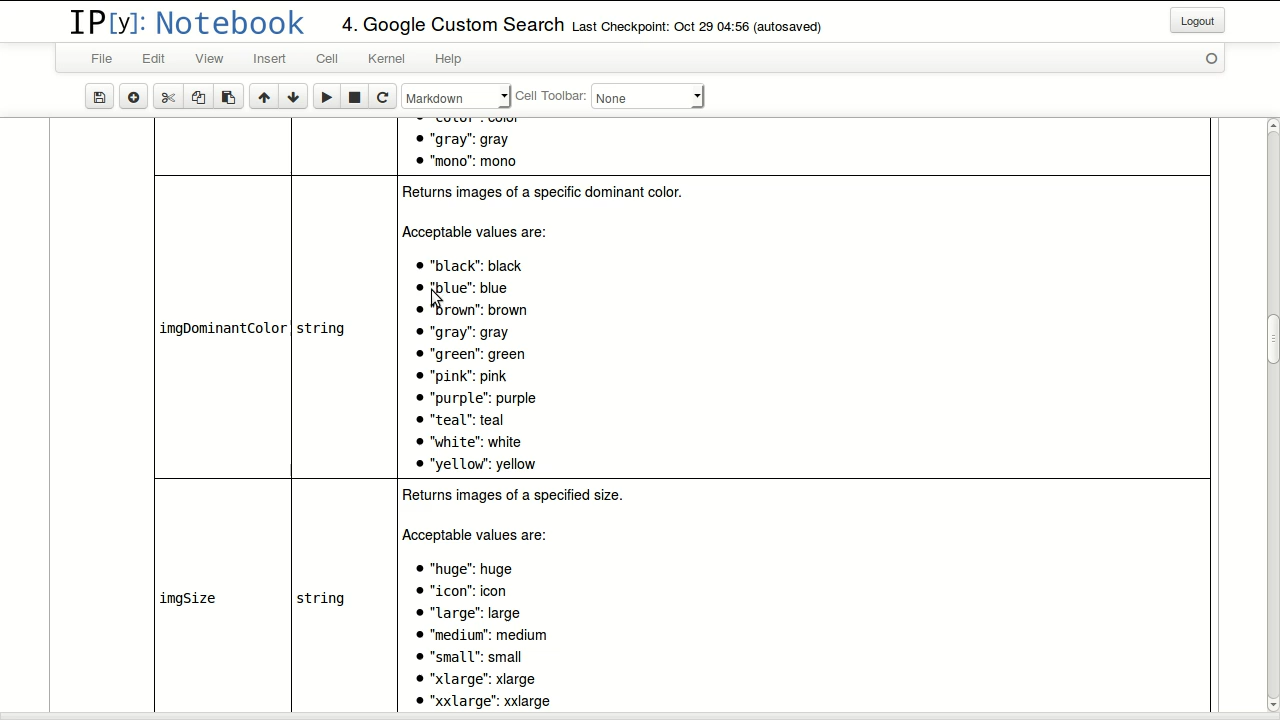 IP[y]: Notebook 4. Google Custom Search Last Checkpoint: Oct 29 04:56 (autosaved) Logout
File Edit View Insert Cell Kernel Help
Markdown Cell Toolbar: None
"color": color
"gray": gray
"mono": mono
Returns images of a specific dominant color.
Acceptable values are:
"black": black
"blue": blue
"brown": brown
"gray": gray
imgDominantColor string
"green": green
"pink": pink
"purple": purple
"teal": teal
"white": white
"yellow": yellow
Returns images of a specified size.
Acceptable values are:
"huge": huge
"icon": icon
imgSize string
"large": large
"medium": medium
"small": small
"xlarge": xlarge
"xxlarge": xxlarge